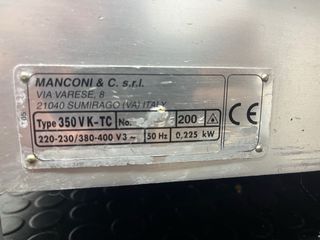 MANCONI & C. s.r.l.
VIA VARESE, 8
21040 SUMIRAGO (VA) ITALY
Type 350 V K-TC No. 200
220-230/380-400 V3 ~ 50 Hz 0,225 kW
CE